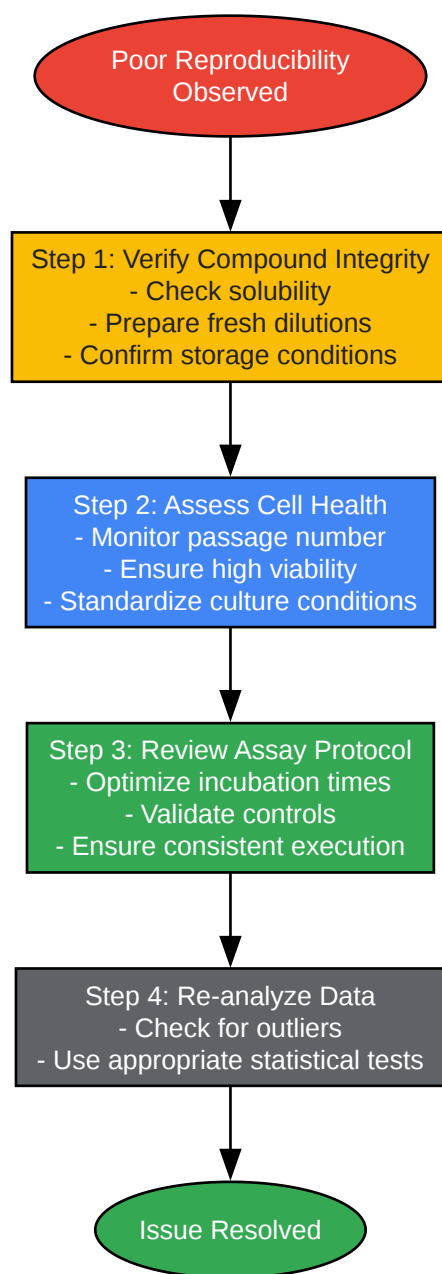 Poor Reproducibility
Observed
Step 1: Verify Compound Integrity
- Check solubility
- Prepare fresh dilutions
- Confirm storage conditions
Step 2: Assess Cell Health
- Monitor passage number
- Ensure high viability
- Standardize culture conditions
Step 3: Review Assay Protocol
- Optimize incubation times
- Validate controls
- Ensure consistent execution
Step 4: Re-analyze Data
- Check for outliers
- Use appropriate statistical tests
Issue Resolved